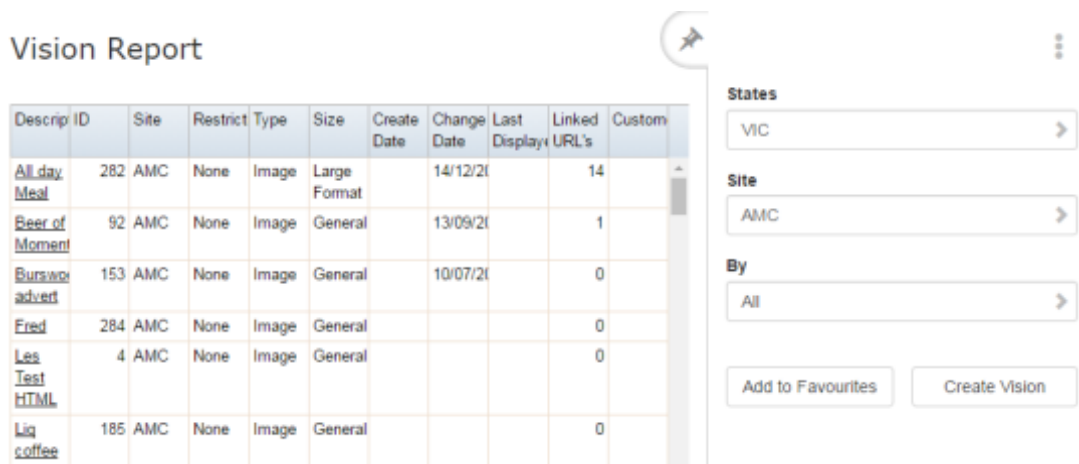 Vision Report
Descrip ID Site Restrict Type Size Create Date Change Date Last Display Linked URL's Custom
All day Meal 282 AMC None Image Large Format 14/12/20 14
Beer of Moment 92 AMC None Image General 13/09/20 1
Burswo advert 153 AMC None Image General 10/07/20 0
Fred 284 AMC None Image General 0
Les Test HTML 4 AMC None Image General 0
Liq coffee 185 AMC None Image General 0
States
VIC
Site
AMC
By
All
Add to Favourites Create Vision